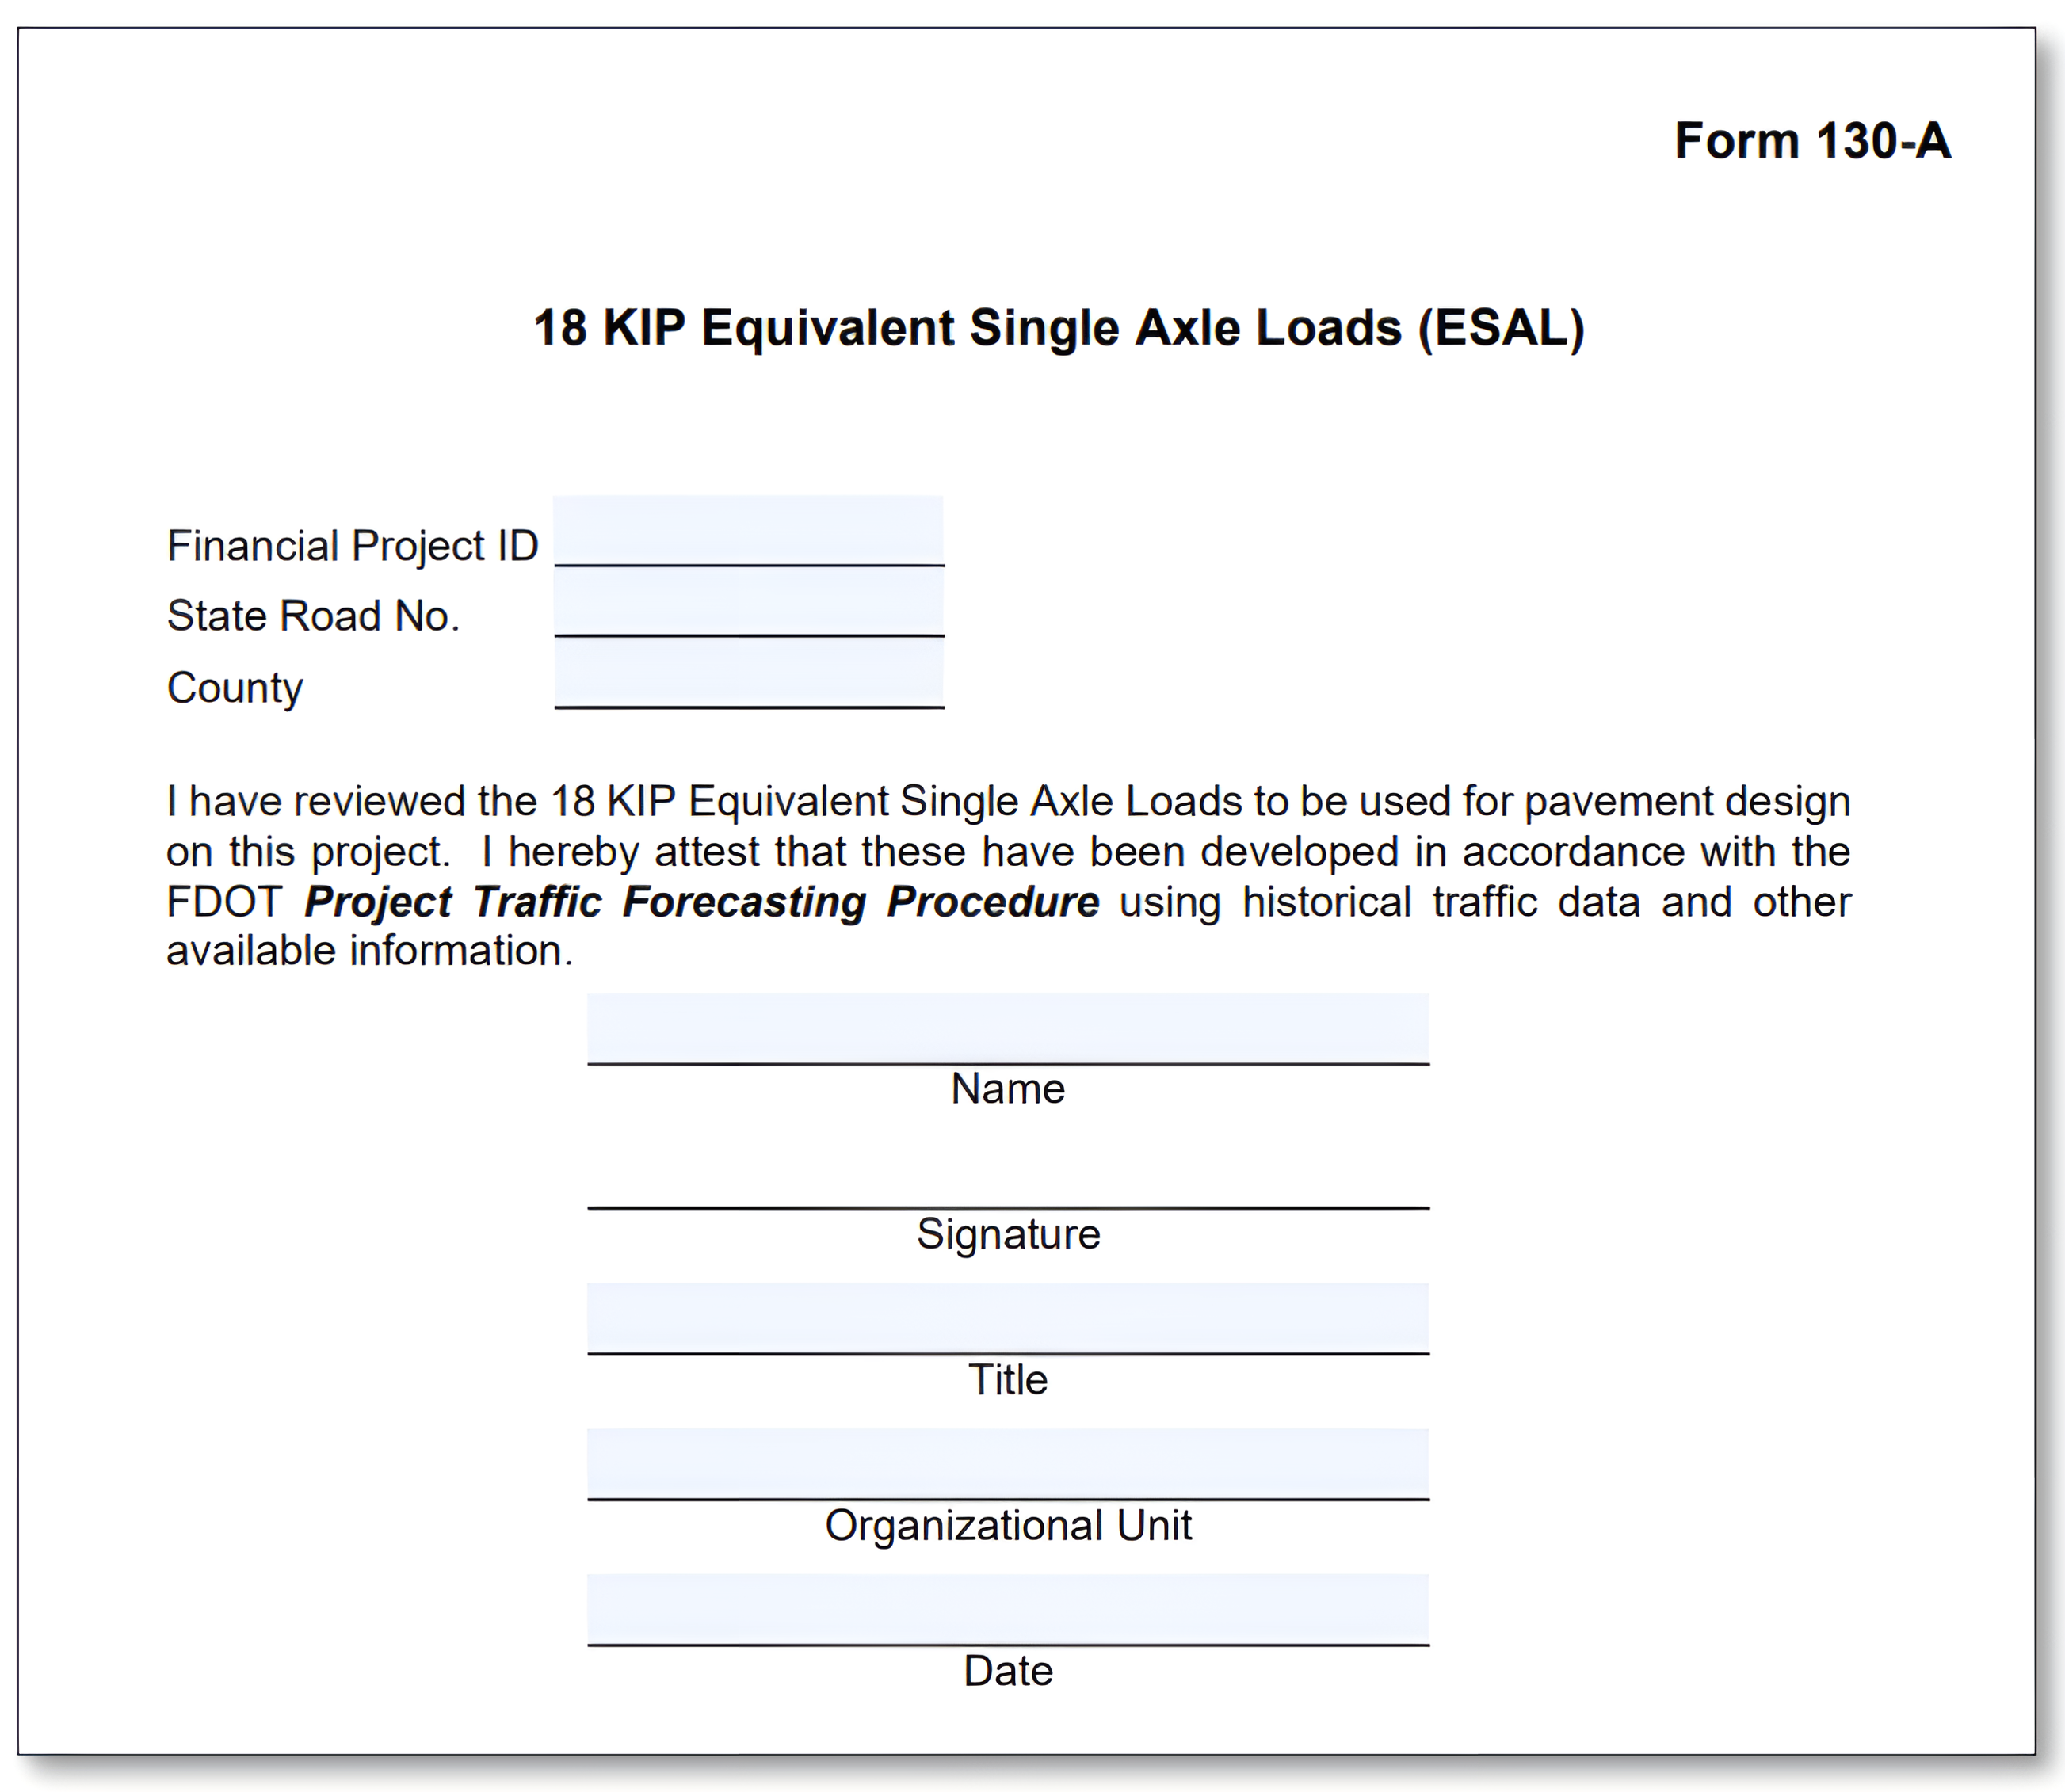 Form 130-A
18 KIP Equivalent Single Axle Loads (ESAL)
Financial Project ID
State Road No.
County
I have reviewed the 18 KIP Equivalent Single Axle Loads to be used for pavement design
on this project.  I hereby attest that these have been developed in accordance with the
FDOT Project Traffic Forecasting Procedure using historical traffic data and other
available information.
Name
Signature
Title
Organizational Unit
Date